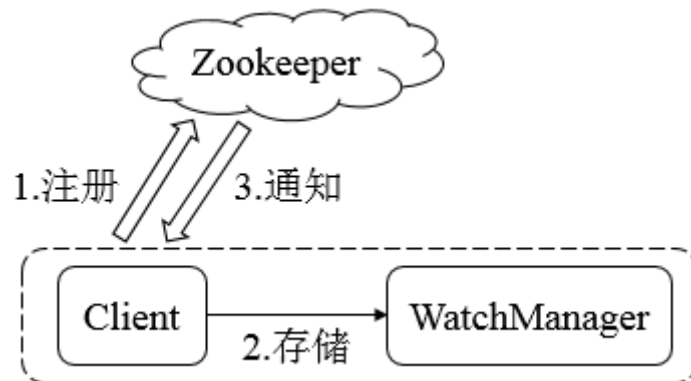 Zookeeper
1.注册
3.通知
Client
WatchManager
2.存储